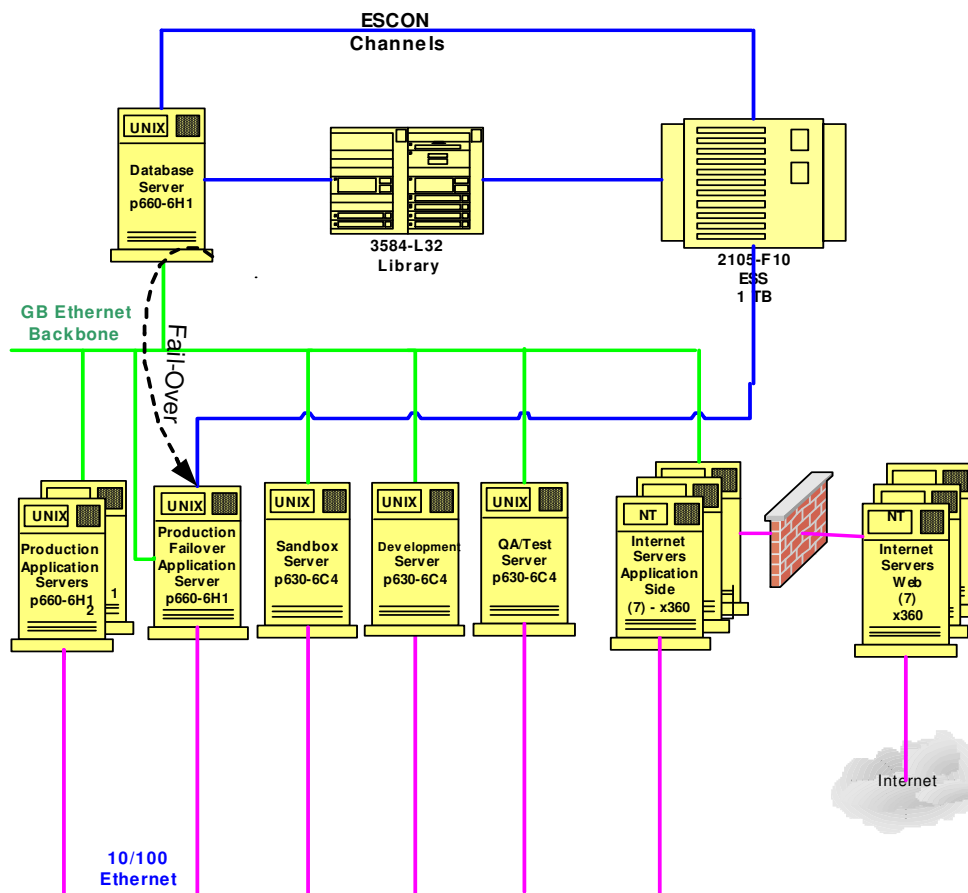 ESCON
Channels
UNIX
Database
Server
p660-6H1
3584-L32
Library
2105-F10
ESS
1 TB
GB Ethernet
Backbone
Fail-Over
UNIX
Production
Application
Servers
p660-6H1
2
1
UNIX
Production
Failover
Application
Server
p660-6H1
UNIX
Sandbox
Server
p630-6C4
UNIX
Development
Server
p630-6C4
UNIX
QA/Test
Server
p630-6C4
NT
Internet
Servers
Application
Side
(7) - x360
NT
Internet
Servers
Web
(7)
x360
Internet
10/100
Ethernet